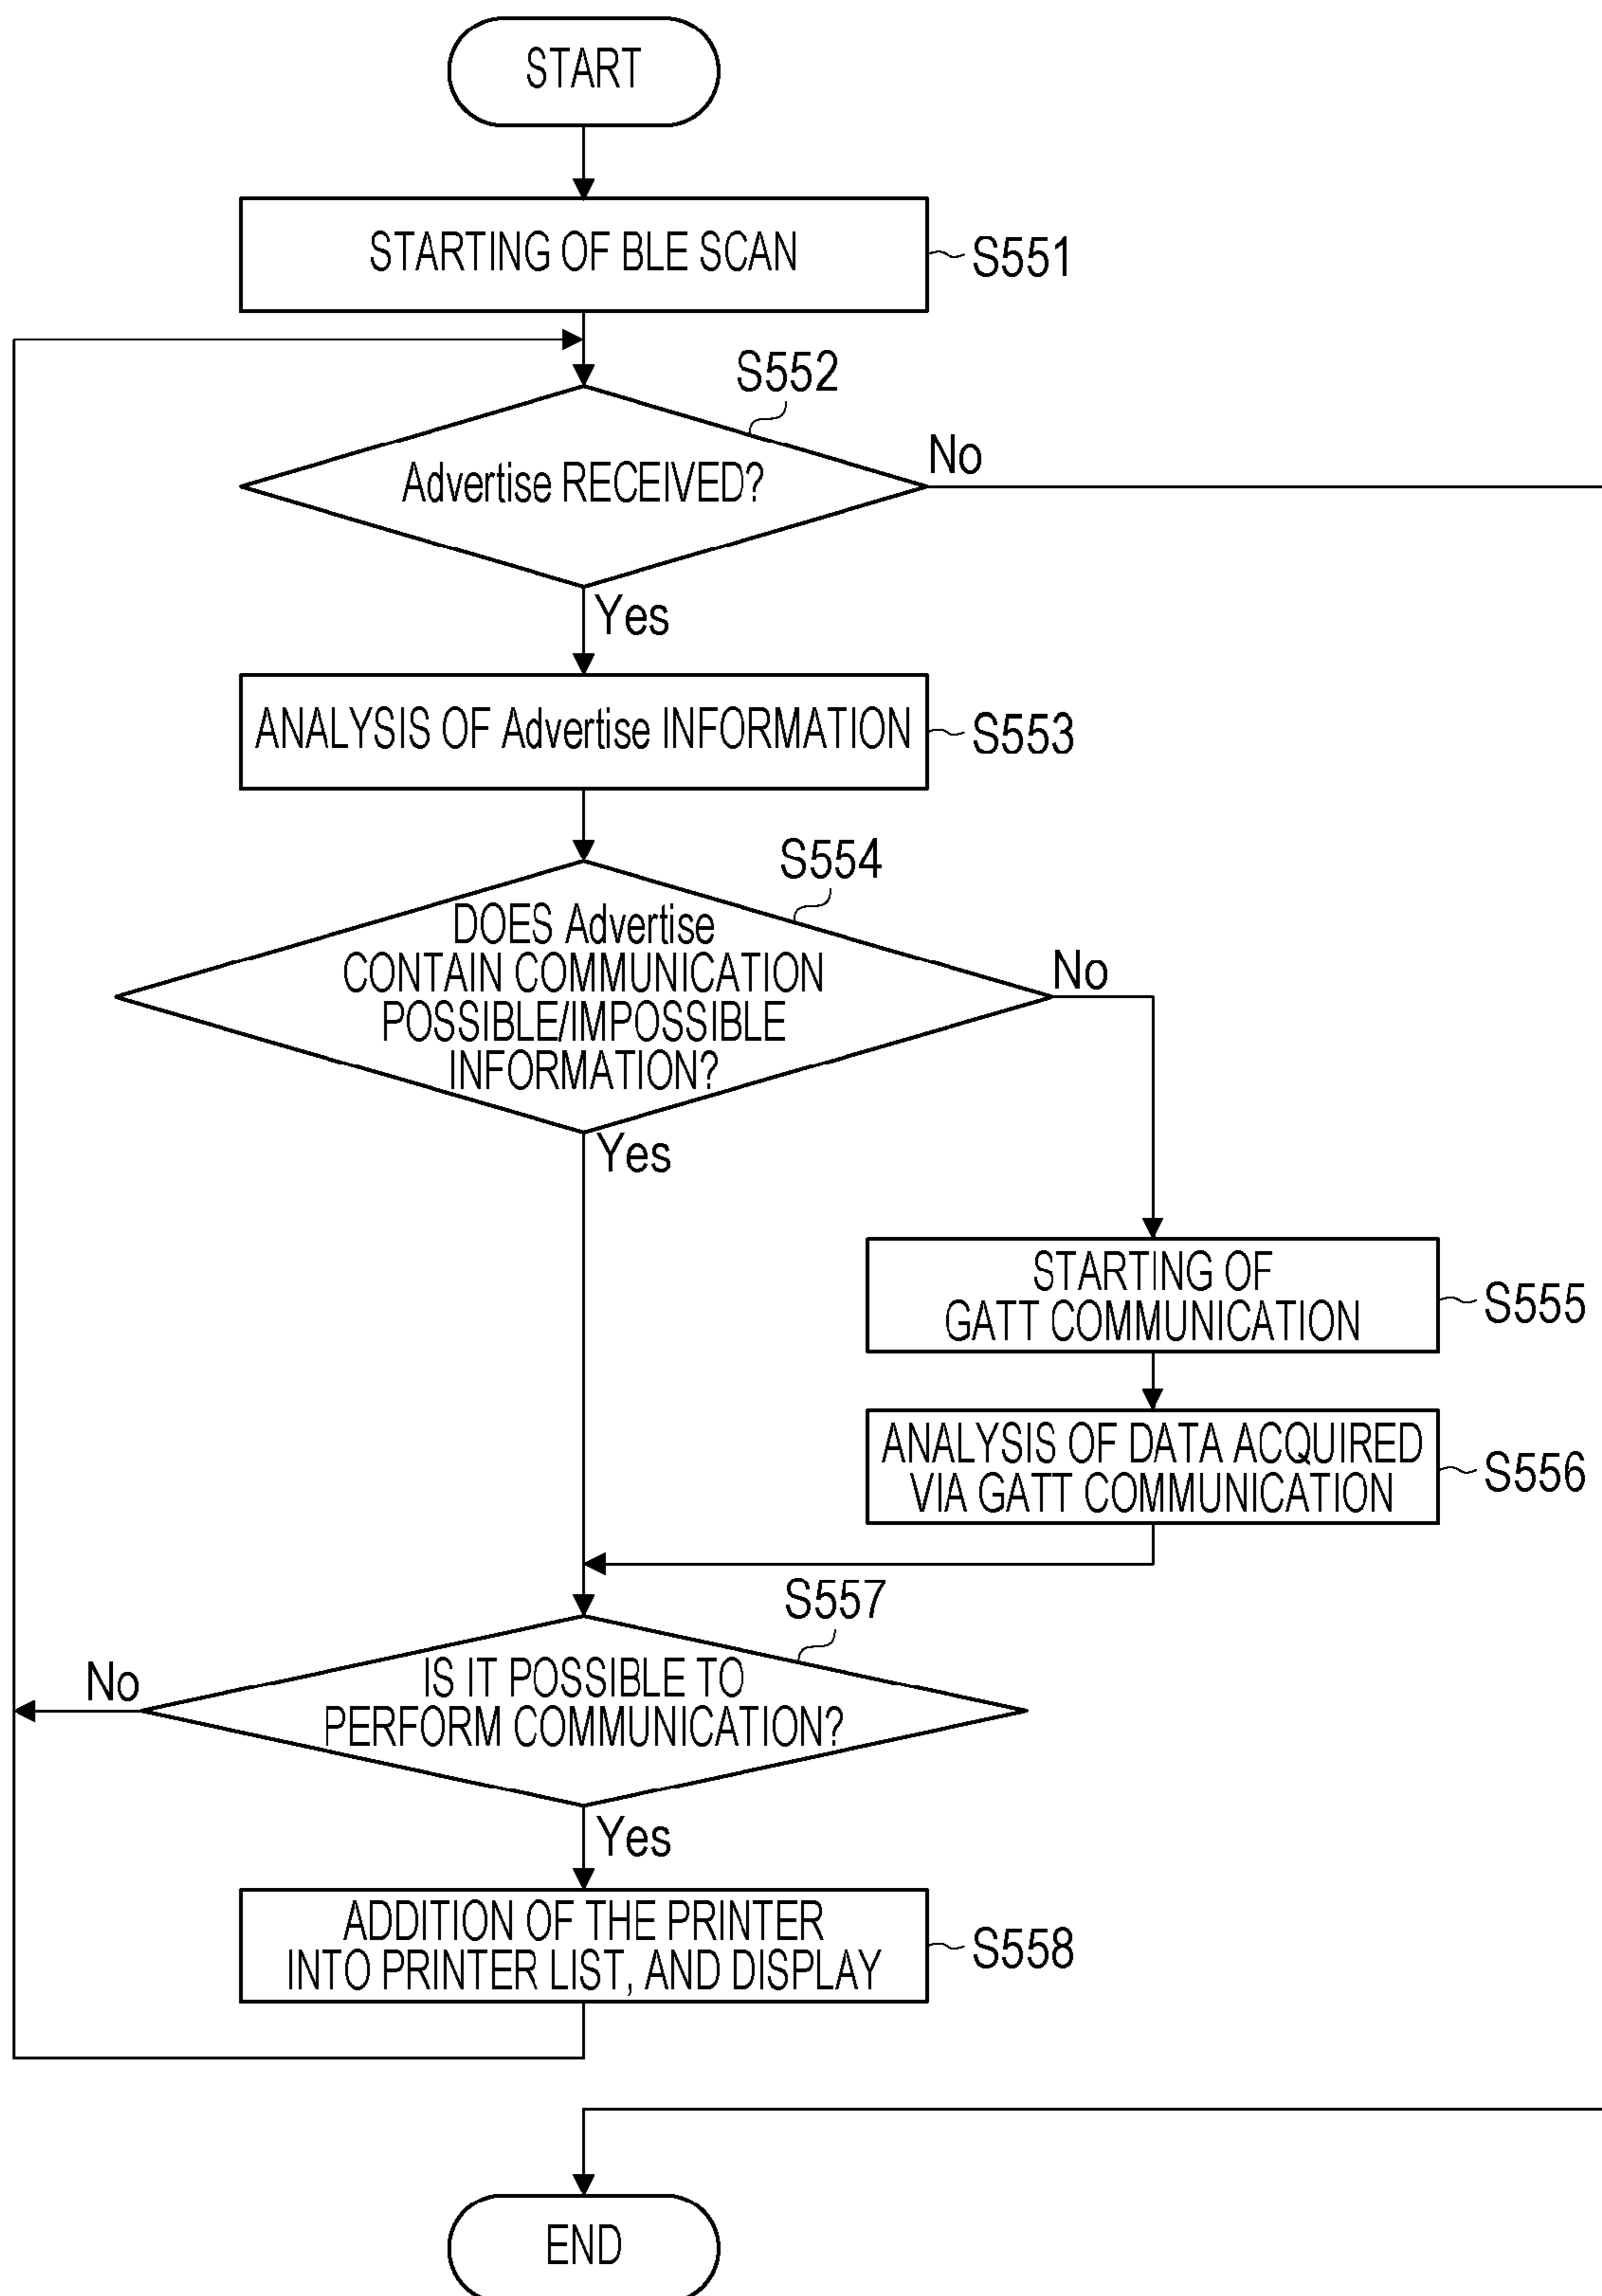 START
STARTING OF BLE SCAN
S551
S552
Advertise RECEIVED?
No
Yes
ANALYSIS OF Advertise INFORMATION
S553
S554
DOES Advertise
CONTAIN COMMUNICATION
POSSIBLE/IMPOSSIBLE
INFORMATION?
No
Yes
STARTING OF
GATT COMMUNICATION
S555
ANALYSIS OF DATA ACQUIRED
VIA GATT COMMUNICATION
S556
S557
IS IT POSSIBLE TO
PERFORM COMMUNICATION?
No
Yes
ADDITION OF THE PRINTER
INTO PRINTER LIST, AND DISPLAY
S558
END